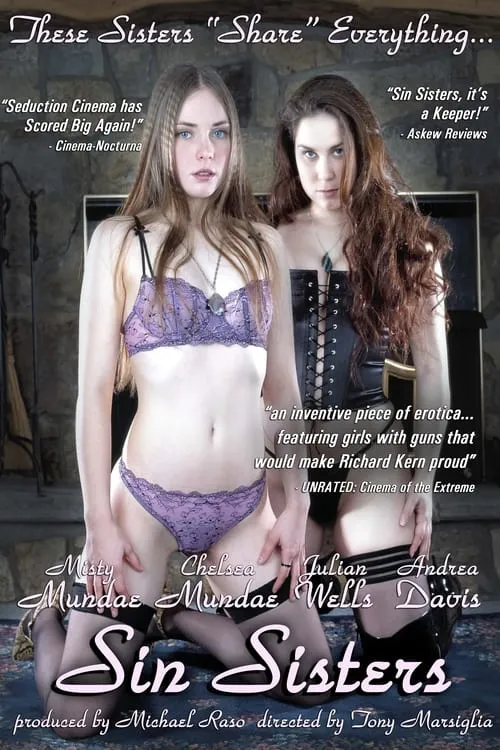 These Sisters "Share" Everything...
"Seduction Cinema has
Scored Big Again!"
- Cinema-Nocturna
"Sin Sisters, it's
a Keeper!"
- Askew Reviews
"an inventive piece of erotica...
featuring girls with guns that
would make Richard Kern proud"
- UNRATED: Cinema of the Extreme
Misty Mundae
Chelsea Mundae
Julian Wells
Andrea Davis
Sin Sisters
produced by Michael Raso directed by Tony Marsiglia